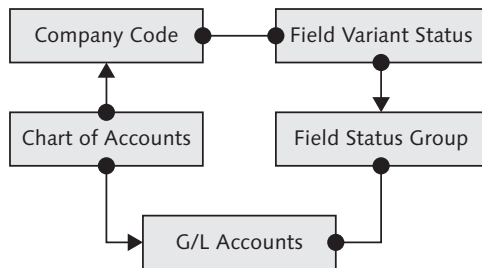 Company Code
Field Variant Status
Chart of Accounts
Field Status Group
G/L Accounts